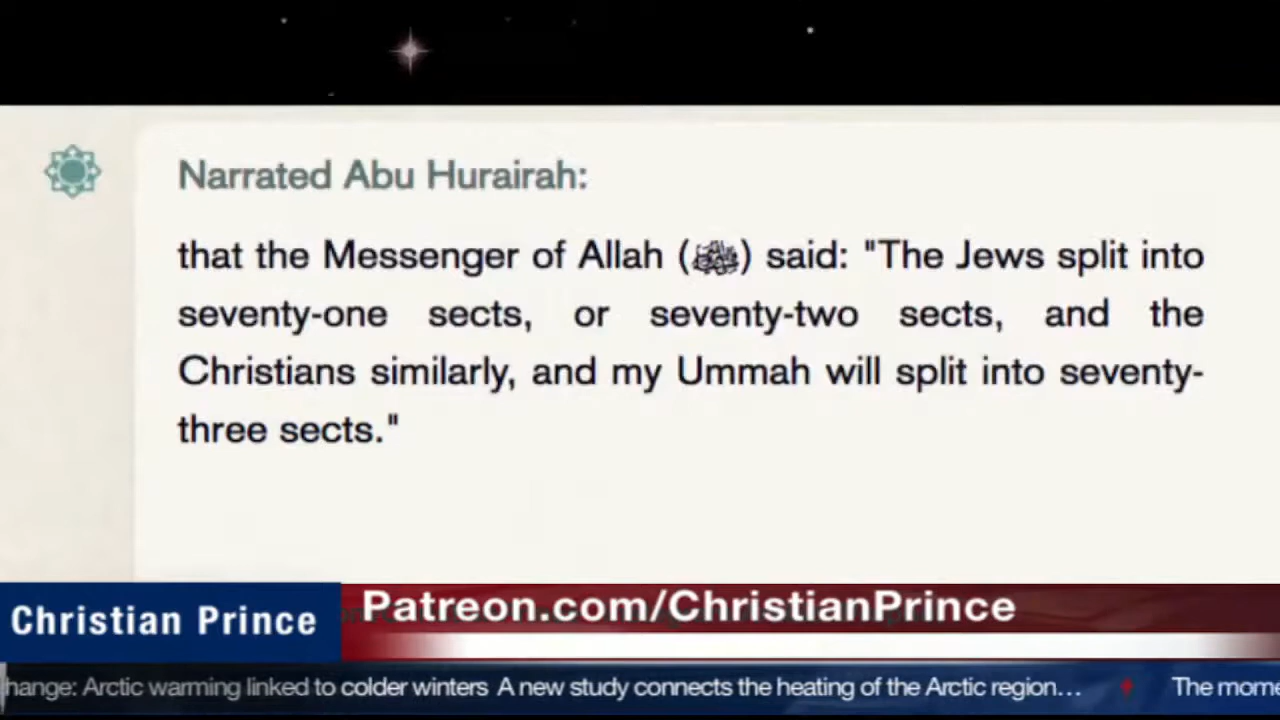 Narrated Abu Hurairah:
that the Messenger of Allah (ﷺ) said: "The Jews split into
seventy-one sects, or seventy-two sects, and the
Christians similarly, and my Ummah will split into seventy-
three sects."
Christian Prince
Patreon.com/ChristianPrince
hange: Arctic warming linked to colder winters A new study connects the heating of the Arctic region... The mome